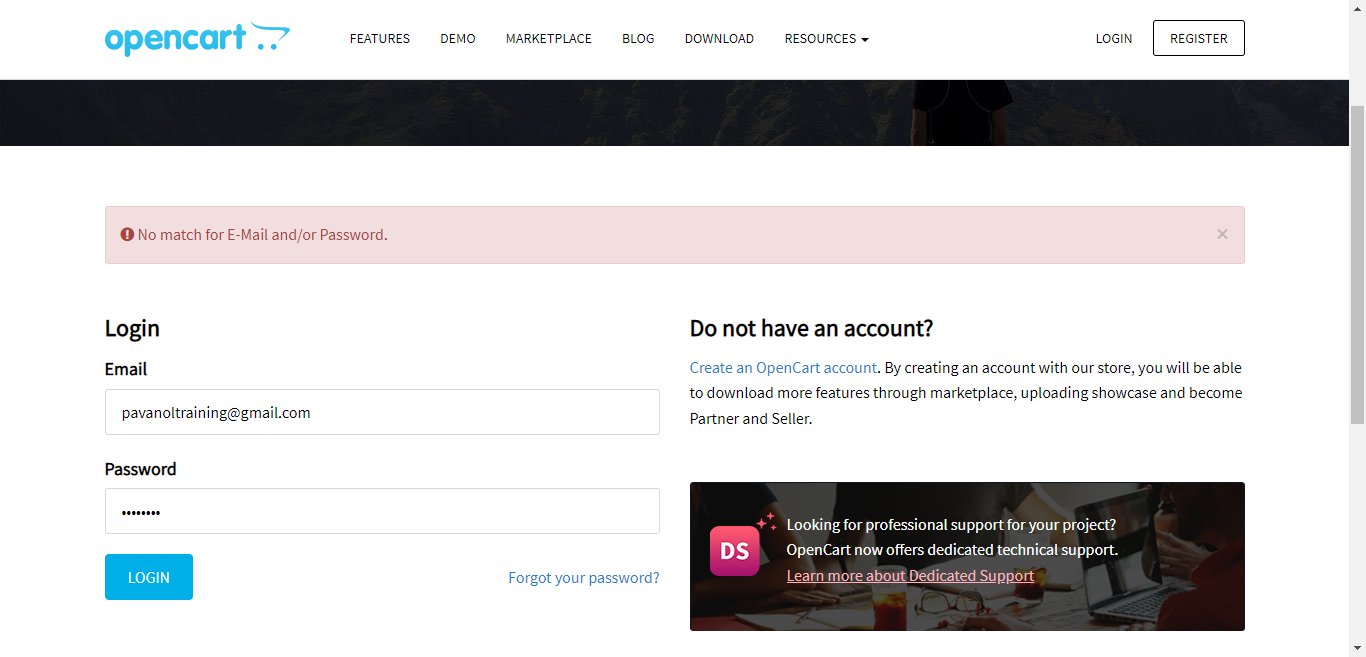 opencart
FEATURES
DEMO
MARKETPLACE
BLOG
DOWNLOAD
RESOURCES
LOGIN
REGISTER
No match for E-Mail and/or Password.
×
Login
Email
pavanoltraining@gmail.com
Password
••••••••
LOGIN
Forgot your password?
Do not have an account?
Create an OpenCart account. By creating an account with our store, you will be able
to download more features through marketplace, uploading showcase and become
Partner and Seller.
DS
Looking for professional support for your project?
OpenCart now offers dedicated technical support.
Learn more about Dedicated Support